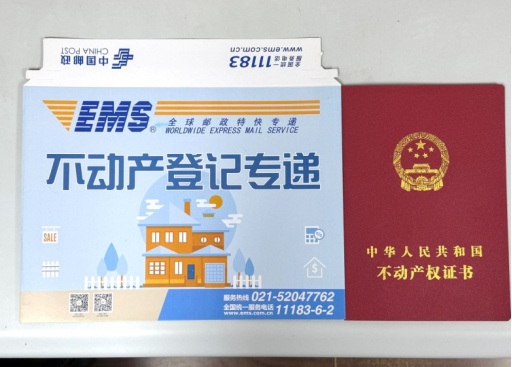 中国邮政
CHINA POST
全国统一
服务电话 11183
www.ems.com.cn
EMS®
全球邮政特快专递
WORLDWIDE EXPRESS MAIL SERVICE
不动产登记专递
SALE
$
服务热线 021-52047762
全国统一服务电话 11183-6-2
www.ems.com.cn
中华人民共和国
不动产权证书